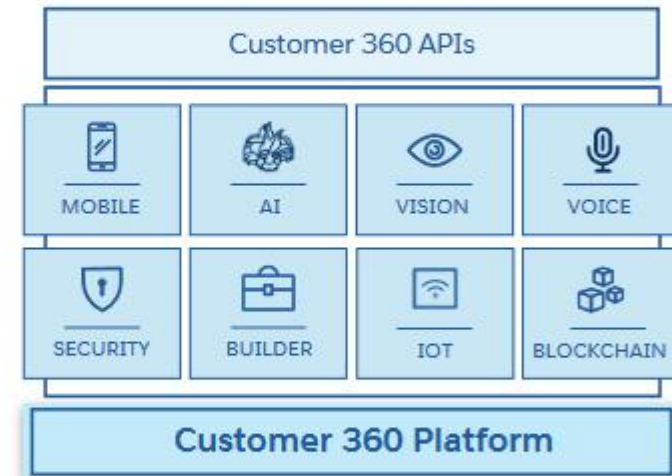 Customer 360 APIs
MOBILE
AI
VISION
VOICE
SECURITY
BUILDER
IOT
BLOCKCHAIN
Customer 360 Platform